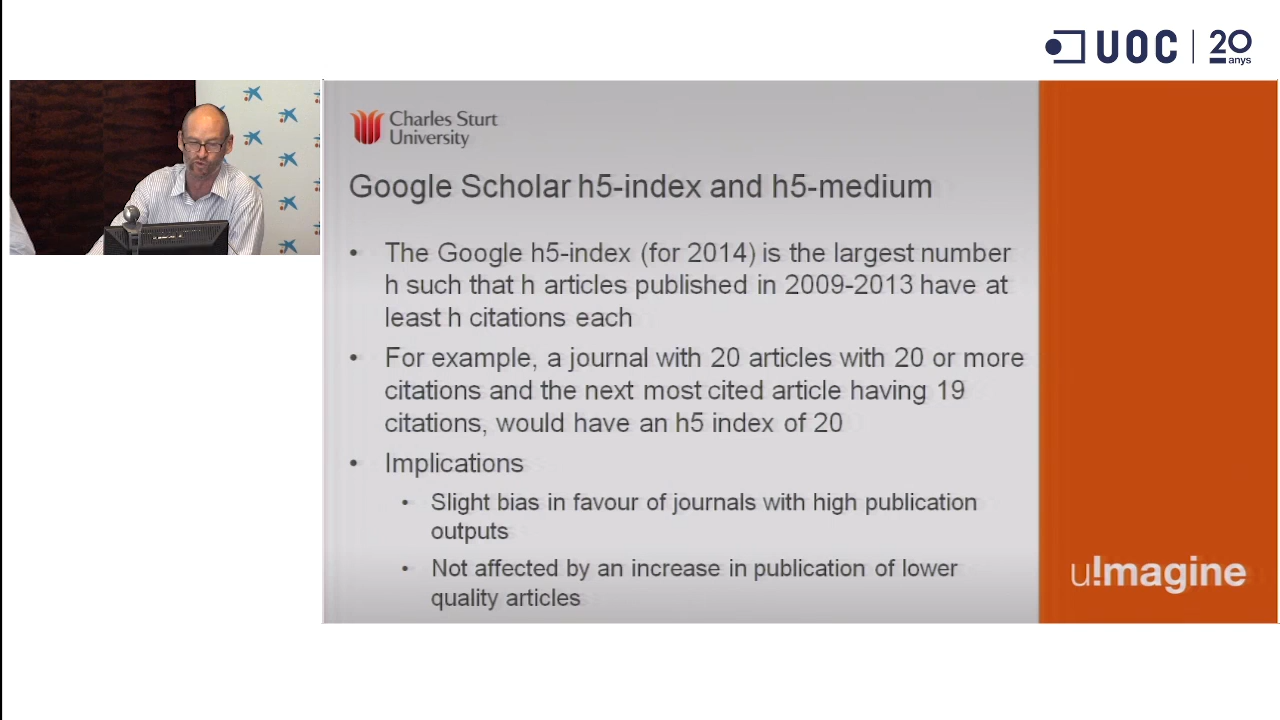 UOC
20
anys
Charles Sturt
University
Google Scholar h5-index and h5-medium
• The Google h5-index (for 2014) is the largest number
h such that h articles published in 2009-2013 have at
least h citations each
• For example, a journal with 20 articles with 20 or more
citations and the next most cited article having 19
citations, would have an h5 index of 20
• Implications
• Slight bias in favour of journals with high publication
outputs
• Not affected by an increase in publication of lower
quality articles
u!magine